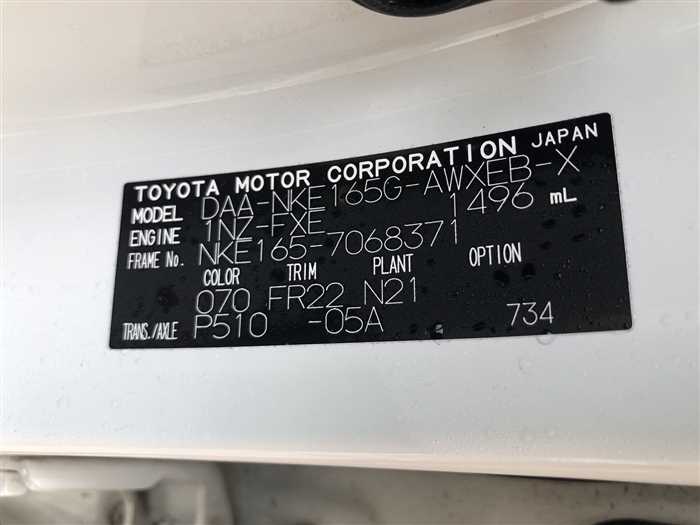 TOYOTA MOTOR CORPORATION JAPAN
MODEL DAA-NKE165G-AWXEB-X
ENGINE 1NZ-FXE 1496 mL
FRAME No. NKE165-7068371
COLOR TRIM PLANT OPTION
070 FR22 N21
TRANS./AXLE P510 -05A 734